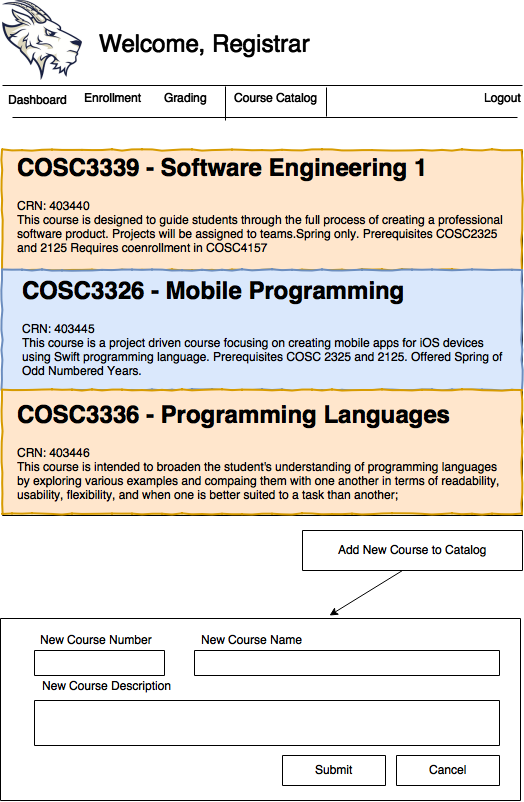 Welcome, Registrar
Dashboard Enrollment Grading Course Catalog Logout
COSC3339 - Software Engineering 1
CRN: 403440
This course is designed to guide students through the full process of creating a professional
software product. Projects will be assigned to teams.Spring only. Prerequisites COSC2325
and 2125 Requires coenrollment in COSC4157
COSC3326 - Mobile Programming
CRN: 403445
This course is a project driven course focusing on creating mobile apps for iOS devices
using Swift programming language. Prerequisites COSC 2325 and 2125. Offered Spring of
Odd Numbered Years.
COSC3336 - Programming Languages
CRN: 403446
This course is intended to broaden the student's understanding of programming languages
by exploring various examples and compaing them with one another in terms of readability,
usability, flexibility, and when one is better suited to a task than another;
Add New Course to Catalog
New Course Number New Course Name
New Course Description
Submit Cancel